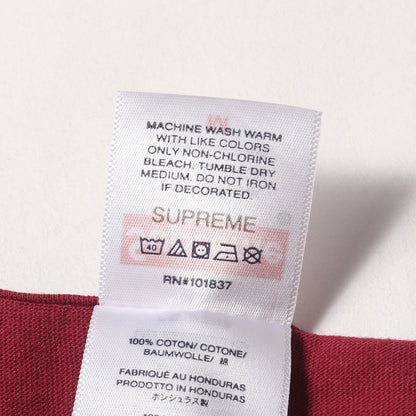 MACHINE WASH WARM
WITH LIKE COLORS
ONLY NON-CHLORINE
BLEACH. TUMBLE DRY
MEDIUM. DO NOT IRON
IF DECORATED.
SUPREME
40
RN#101837
100% COTTON/ COTONE/
BAUMWOLLE/ 綿
FABRIQUÉ AU HONDURAS
PRODOTTO IN HONDURAS
ホンジュラス製